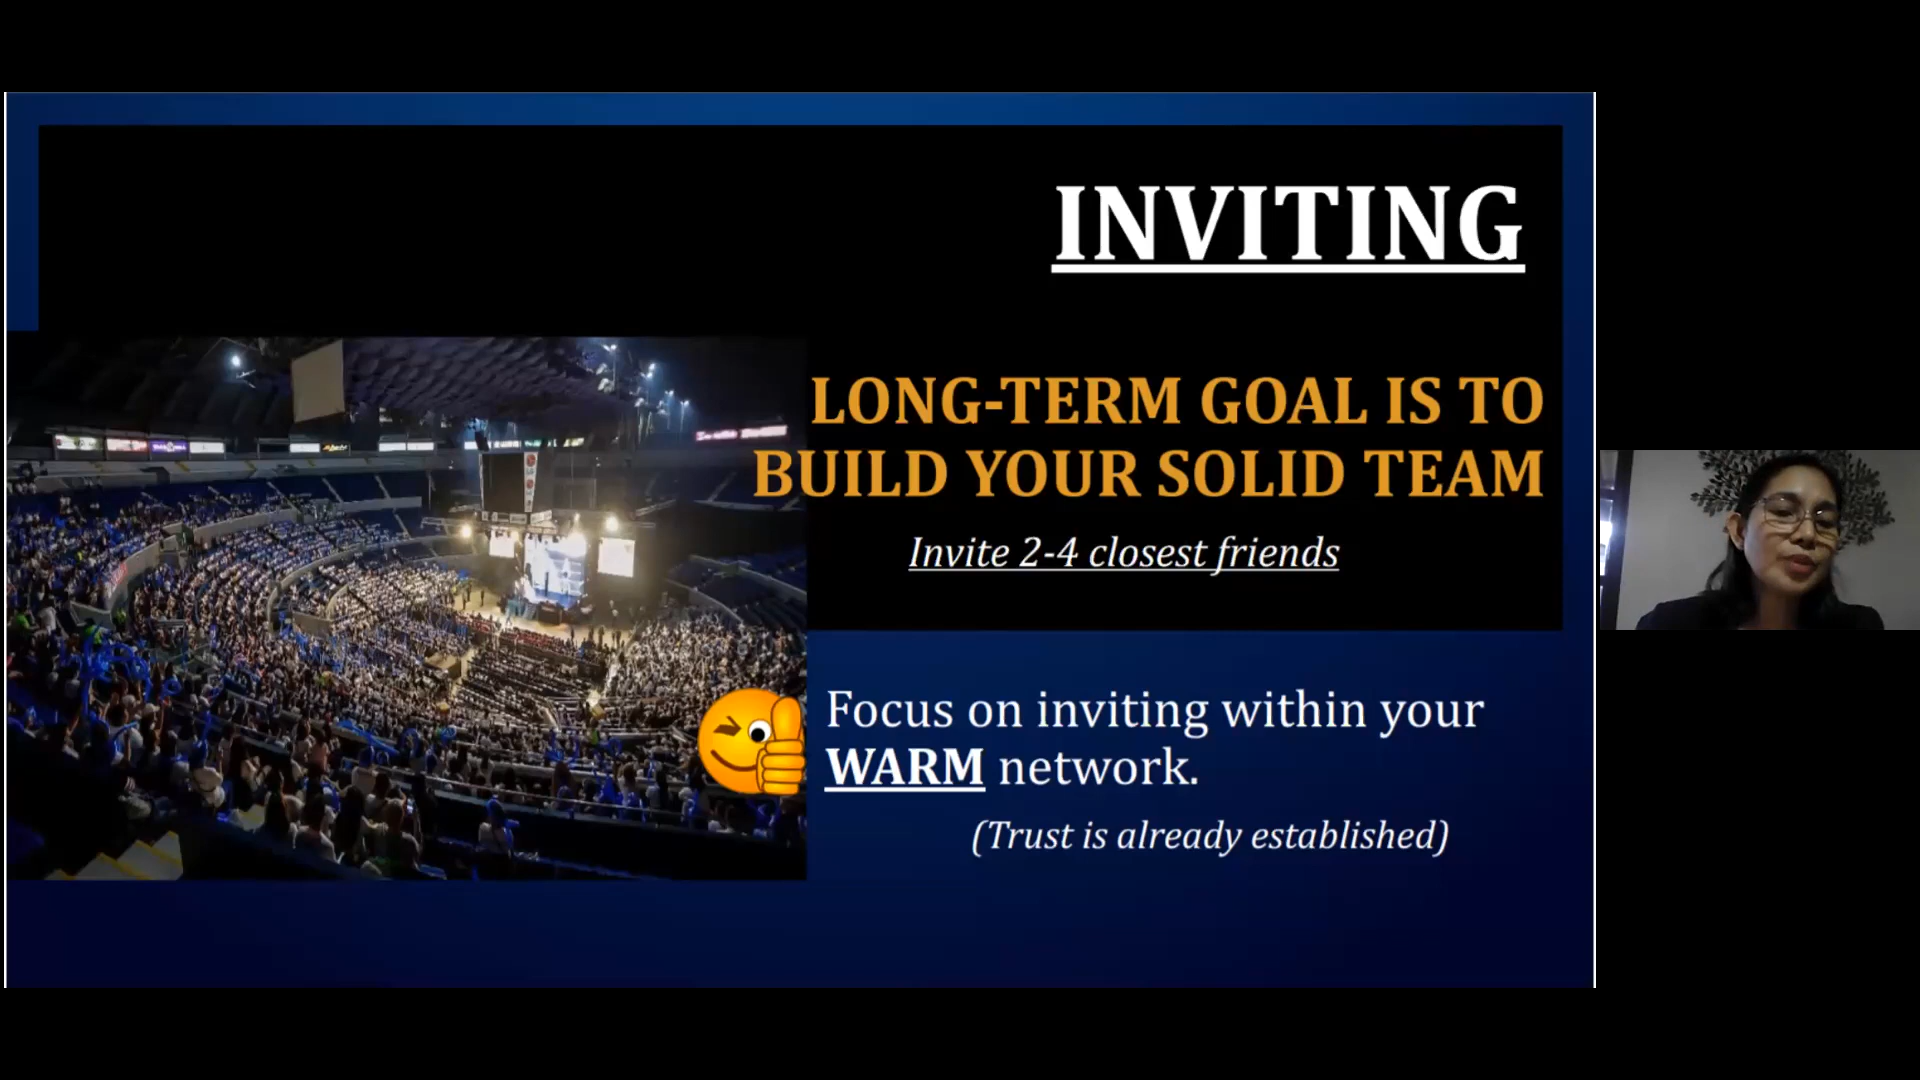 INVITING
LONG-TERM GOAL IS TO
BUILD YOUR SOLID TEAM
Invite 2-4 closest friends
Focus on inviting within your
WARM network.
(Trust is already established)